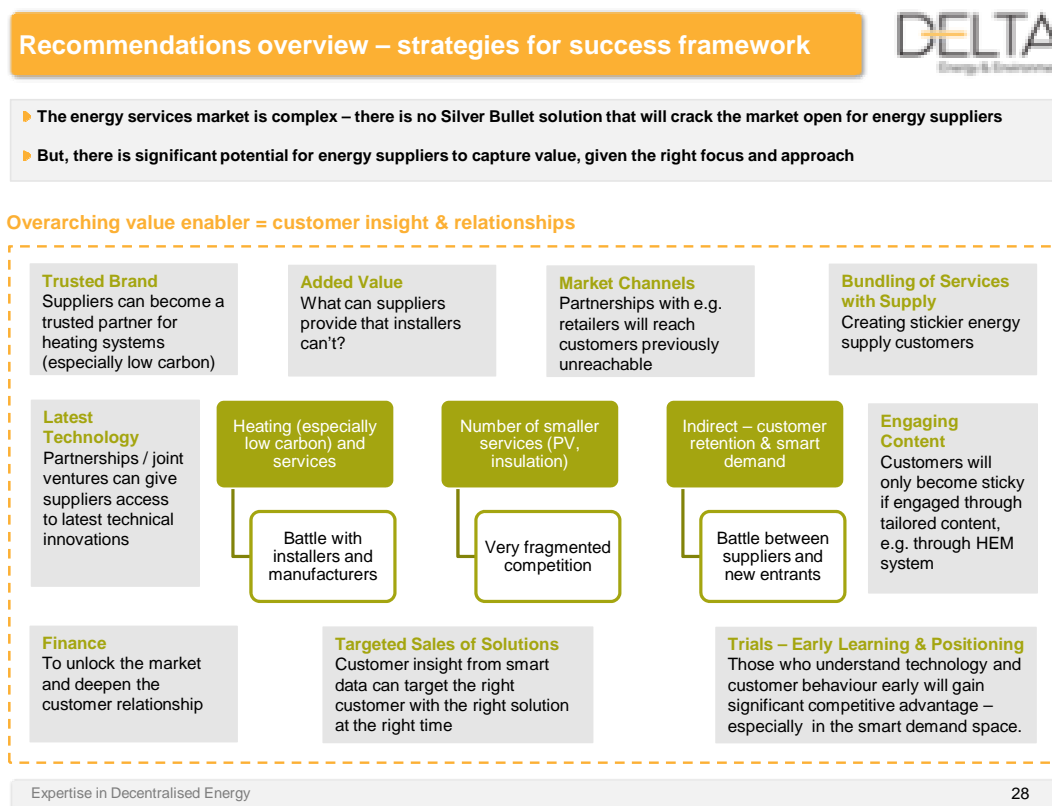 Recommendations overview – strategies for success framework
DELTA
Energy & Environment
The energy services market is complex – there is no Silver Bullet solution that will crack the market open for energy suppliers
But, there is significant potential for energy suppliers to capture value, given the right focus and approach
Overarching value enabler = customer insight & relationships
Trusted Brand
Suppliers can become a
trusted partner for
heating systems
(especially low carbon)
Added Value
What can suppliers
provide that installers
can't?
Market Channels
Partnerships with e.g.
retailers will reach
customers previously
unreachable
Bundling of Services
with Supply
Creating stickier energy
supply customers
Latest
Technology
Partnerships / joint
ventures can give
suppliers access
to latest technical
innovations
Heating (especially
low carbon) and
services
Battle with
installers and
manufacturers
Number of smaller
services (PV,
insulation)
Very fragmented
competition
Indirect – customer
retention & smart
demand
Battle between
suppliers and
new entrants
Engaging
Content
Customers will
only become sticky
if engaged through
tailored content,
e.g. through HEM
system
Finance
To unlock the market
and deepen the
customer relationship
Targeted Sales of Solutions
Customer insight from smart
data can target the right
customer with the right solution
at the right time
Trials – Early Learning & Positioning
Those who understand technology and
customer behaviour early will gain
significant competitive advantage –
especially in the smart demand space.
Expertise in Decentralised Energy
28